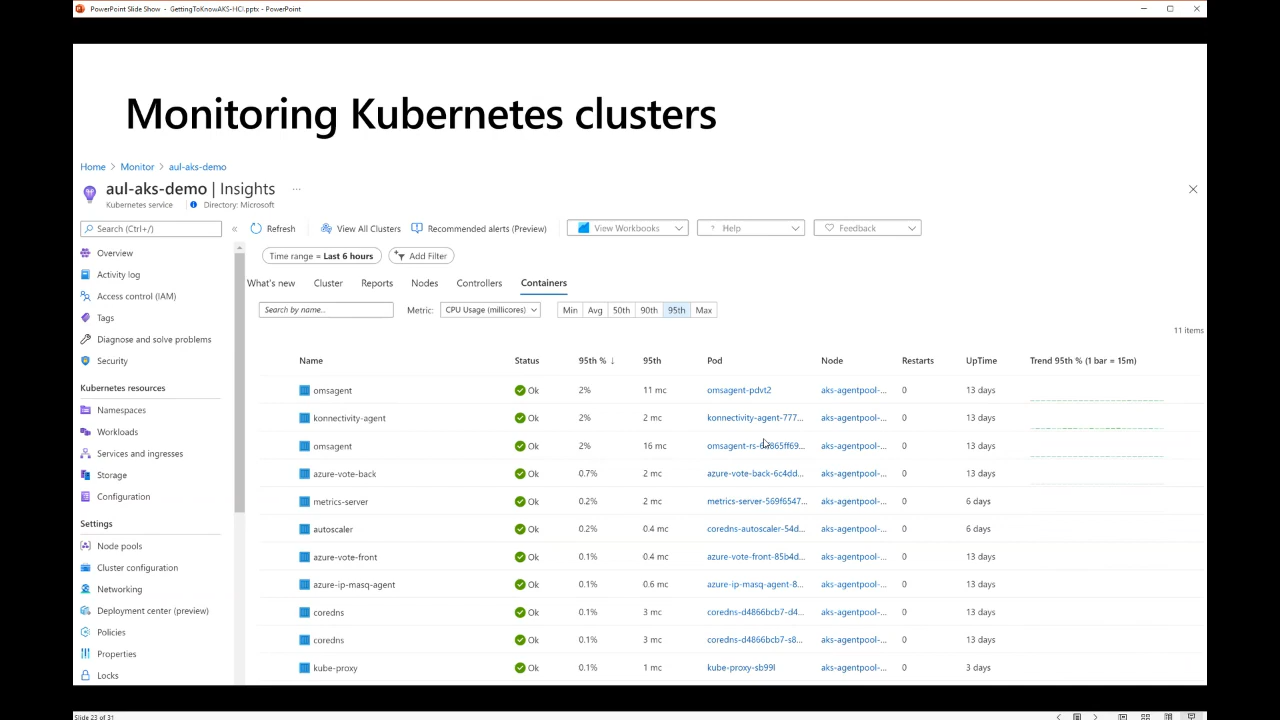 PowerPoint Slide Show - GettingToKnowAKS-HCI.pptx - PowerPoint
Monitoring Kubernetes clusters
Home > Monitor > aul-aks-demo
aul-aks-demo | Insights ...
Kubernetes service Directory: Microsoft
Search (Ctrl+/) « Refresh View All Clusters Recommended alerts (Preview) View Workbooks ? Help Feedback
Overview
Activity log
Access control (IAM)
Tags
Diagnose and solve problems
Security
Kubernetes resources
Namespaces
Workloads
Services and ingresses
Storage
Configuration
Settings
Node pools
Cluster configuration
Networking
Deployment center (preview)
Policies
Properties
Locks
Time range = Last 6 hours Add Filter
What's new Cluster Reports Nodes Controllers Containers
Search by name... Metric: CPU Usage (millicores) Min Avg 50th 90th 95th Max
11 items
Name Status 95th % ↓ 95th Pod Node Restarts UpTime Trend 95th % (1 bar = 15m)
omsagent Ok 2% 11 mc omsagent-pdvt2 aks-agentpool-... 0 13 days
konnectivity-agent Ok 2% 2 mc konnectivity-agent-777... aks-agentpool-... 0 13 days
omsagent Ok 2% 16 mc aks-agentpool-... 0 13 days
azure-vote-back Ok 0.7% 2 mc azure-vote-back-6c4dd... aks-agentpool-... 0 13 days
metrics-server Ok 0.2% 2 mc metrics-server-569f6547... aks-agentpool-... 0 6 days
autoscaler Ok 0.2% 0.4 mc coredns-autoscaler-54d... aks-agentpool-... 0 6 days
azure-vote-front Ok 0.1% 0.4 mc azure-vote-front-85b4d... aks-agentpool-... 0 13 days
azure-ip-masq-agent Ok 0.1% 0.6 mc azure-ip-masq-agent-8... aks-agentpool-... 0 13 days
coredns Ok 0.1% 3 mc coredns-d4866bcb7-d4... aks-agentpool-... 0 13 days
coredns Ok 0.1% 3 mc coredns-d4866bcb7-s8... aks-agentpool-... 0 13 days
kube-proxy Ok 0.1% 1 mc kube-proxy-sb99l aks-agentpool-... 0 3 days
Slide 23 of 31